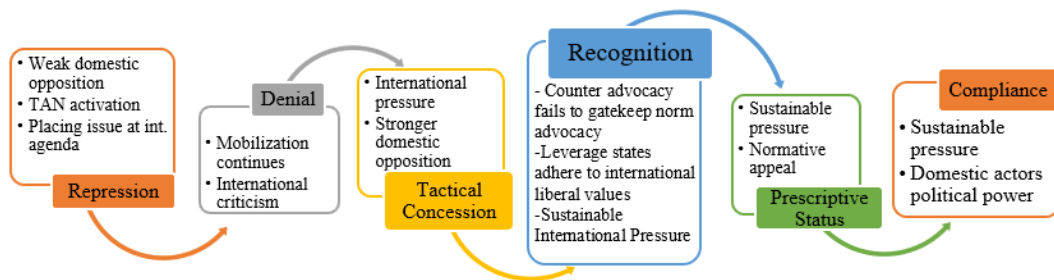 • Weak domestic
opposition
• TAN activation
• Placing issue at int.
agenda
Repression
Denial
• Mobilization
continues
• International
criticism
• International
pressure
• Stronger
domestic
opposition
Tactical
Concession
Recognition
- Counter advocacy
fails to gatekeep norm
advocacy
-Leverage states
adhere to international
liberal values
-Sustainable
International Pressure
• Sustainable
pressure
• Normative
appeal
Prescriptive
Status
Compliance
• Sustainable
pressure
• Domestic actors
political power